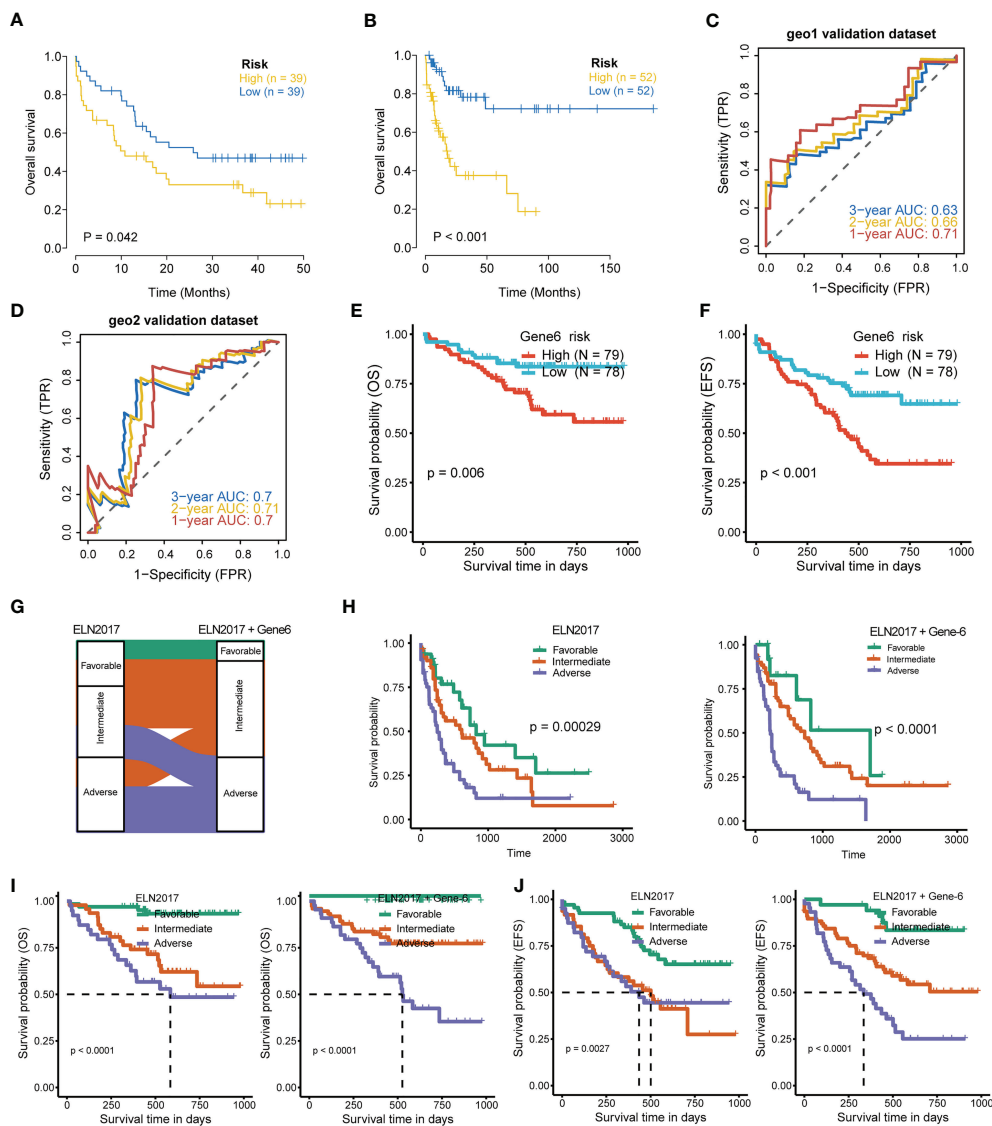 A
Risk
High (n = 39)
Low (n = 39)
Overall survival
1.0
0.8
0.6
0.4
0.2
0.0
P = 0.042
0 10 20 30 40 50
Time (Months)
B
Risk
High (n = 52)
Low (n = 52)
Overall survival
1.0
0.8
0.6
0.4
0.2
0.0
P < 0.001
0 50 100 150
Time (Months)
C
geo1 validation dataset
Sensitivity (TPR)
1.0
0.8
0.6
0.4
0.2
0.0
3−year AUC: 0.63
2−year AUC: 0.66
1−year AUC: 0.71
0.0 0.2 0.4 0.6 0.8 1.0
1−Specificity (FPR)
D
geo2 validation dataset
Sensitivity (TPR)
1.0
0.8
0.6
0.4
0.2
0.0
3−year AUC: 0.7
2−year AUC: 0.71
1−year AUC: 0.7
0.0 0.2 0.4 0.6 0.8 1.0
1−Specificity (FPR)
E
Gene6 risk
High (N = 79)
Low (N = 78)
Survival probability (OS)
1.00
0.75
0.50
0.25
0.00
p = 0.006
0 250 500 750 1000
Survival time in days
F
Gene6 risk
High (N = 79)
Low (N = 78)
Survival probability (EFS)
1.00
0.75
0.50
0.25
0.00
p < 0.001
0 250 500 750 1000
Survival time in days
G
ELN2017 ELN2017 + Gene6
Favorable
Intermediate
Adverse
Favorable
Intermediate
Adverse
H
ELN2017
Favorable
Intermediate
Adverse
Survival probability
1.00
0.75
0.50
0.25
0.00
p = 0.00029
0 1000 2000 3000
Time
ELN2017 + Gene-6
Favorable
Intermediate
Adverse
Survival probability
1.00
0.75
0.50
0.25
0.00
p < 0.0001
0 1000 2000 3000
Time
I
ELN2017
Favorable
Intermediate
Adverse
Survival probability (OS)
1.00
0.75
0.50
0.25
0.00
p < 0.0001
0 250 500 750 1000
Survival time in days
ELN2017 + Gene-6
Favorable
Intermediate
Adverse
Survival probability (OS)
1.00
0.75
0.50
0.25
0.00
p < 0.0001
0 250 500 750 1000
Survival time in days
J
ELN2017
Favorable
Intermediate
Adverse
Survival probability (EFS)
1.00
0.75
0.50
0.25
0.00
p = 0.0027
0 250 500 750 1000
Survival time in days
ELN2017 + Gene-6
Favorable
Intermediate
Adverse
Survival probability (EFS)
1.00
0.75
0.50
0.25
0.00
p < 0.0001
0 250 500 750 1000
Survival time in days